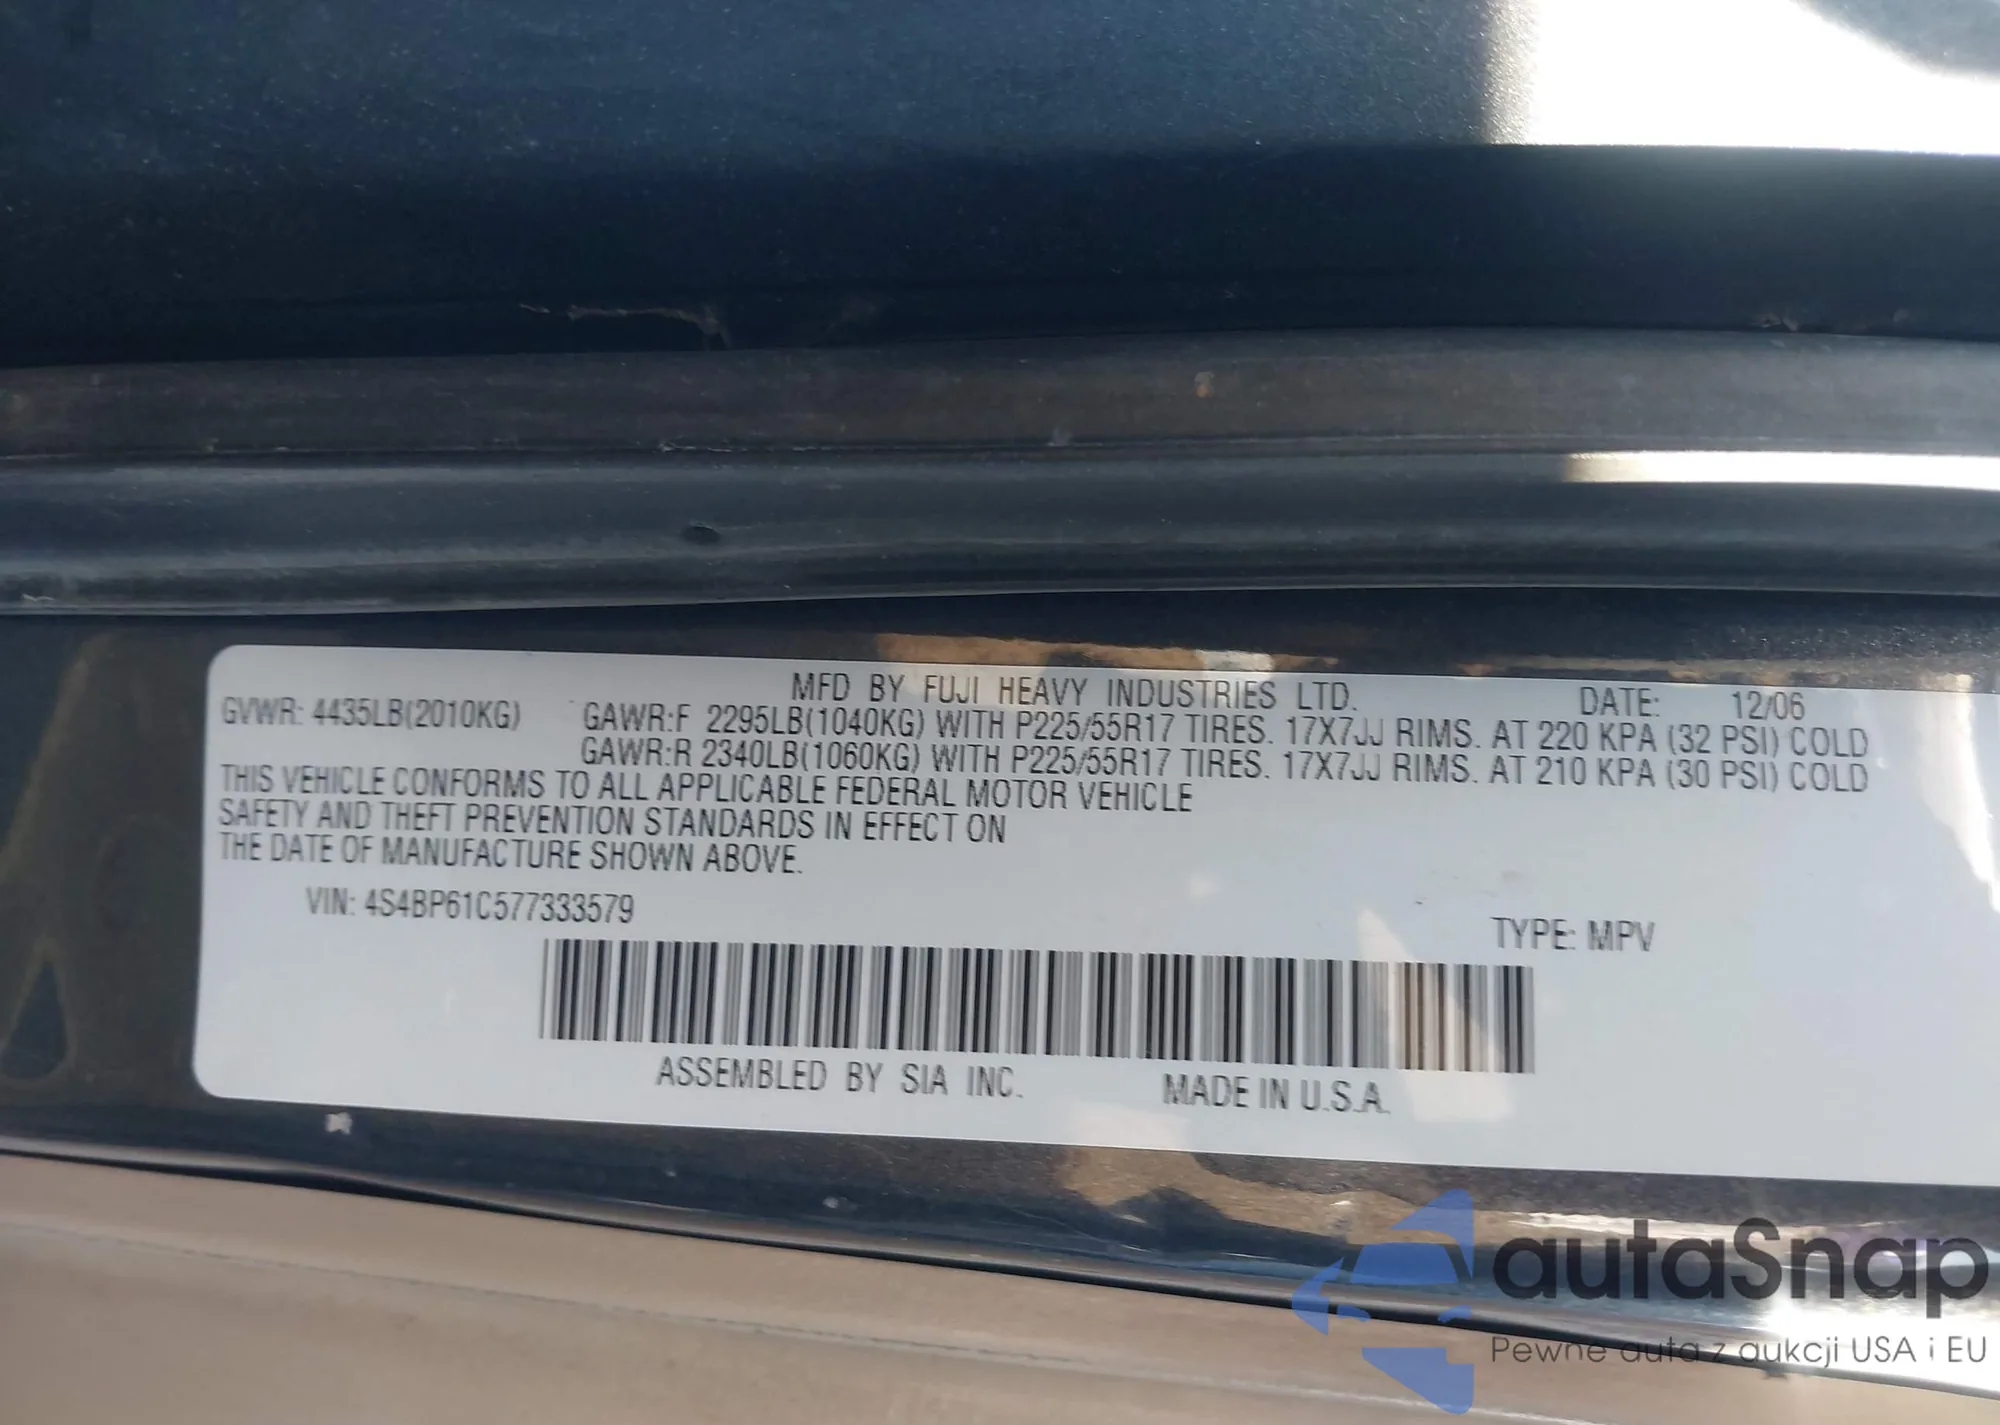 MFD BY FUJI HEAVY INDUSTRIES LTD. DATE: 12/06
GVWR: 4435LB(2010KG) GAWR:F 2295LB(1040KG) WITH P225/55R17 TIRES. 17X7JJ RIMS. AT 220 KPA (32 PSI) COLD
GAWR:R 2340LB(1060KG) WITH P225/55R17 TIRES. 17X7JJ RIMS. AT 210 KPA (30 PSI) COLD
THIS VEHICLE CONFORMS TO ALL APPLICABLE FEDERAL MOTOR VEHICLE
SAFETY AND THEFT PREVENTION STANDARDS IN EFFECT ON
THE DATE OF MANUFACTURE SHOWN ABOVE.
VIN: 4S4BP61C577333579
TYPE: MPV
ASSEMBLED BY SIA INC. MADE IN U.S.A.
autaSnap
Pewne auta z aukcji USA i EU